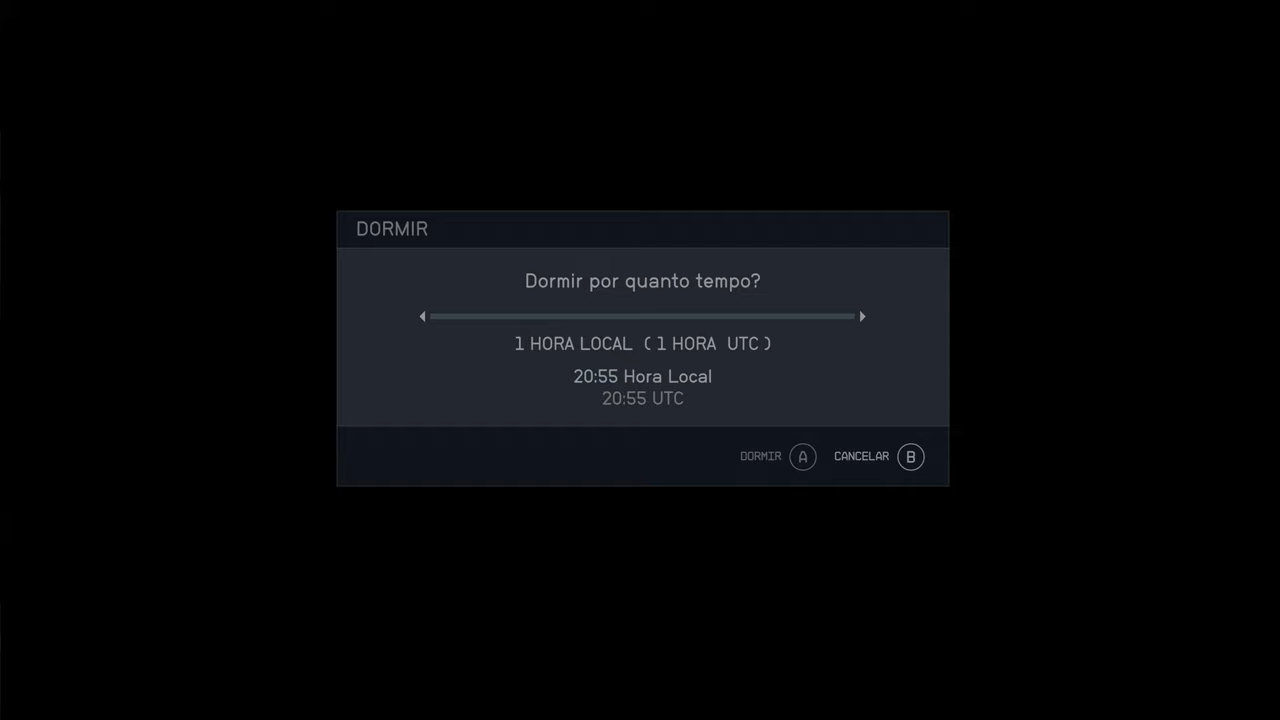 DORMIR
Dormir por quanto tempo?
1 HORA LOCAL ( 1 HORA UTC )
20:55 Hora Local
20:55 UTC
DORMIR A CANCELAR B